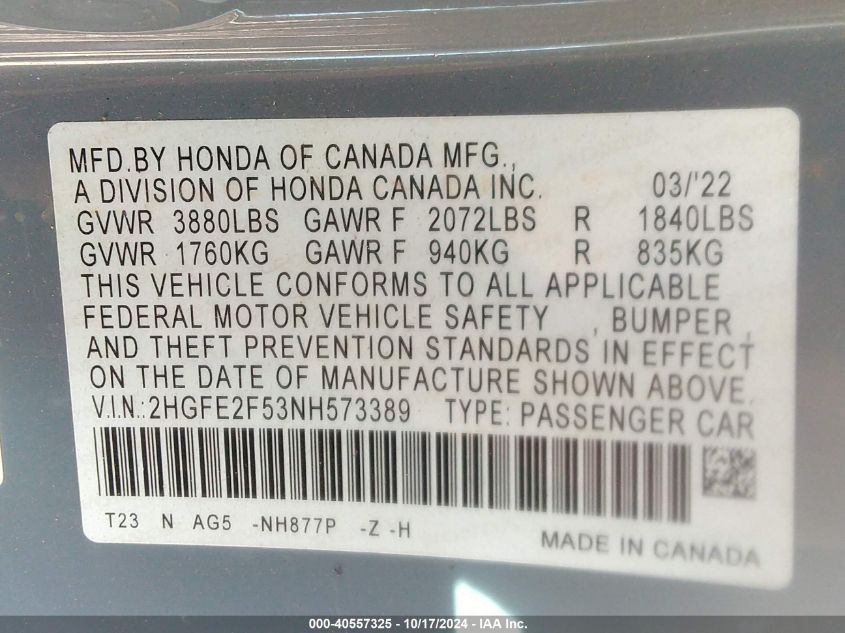 MFD.BY HONDA OF CANADA MFG.,
A DIVISION OF HONDA CANADA INC. 03/'22
GVWR 3880LBS GAWR F 2072LBS R 1840LBS
GVWR 1760KG GAWR F 940KG R 835KG
THIS VEHICLE CONFORMS TO ALL APPLICABLE
FEDERAL MOTOR VEHICLE SAFETY , BUMPER ,
AND THEFT PREVENTION STANDARDS IN EFFECT
ON THE DATE OF MANUFACTURE SHOWN ABOVE.
V.I.N.:2HGFE2F53NH573389 TYPE: PASSENGER CAR
T23 N AG5 -NH877P -Z -H
MADE IN CANADA
000-40557325 - 10/17/2024 - IAA Inc.